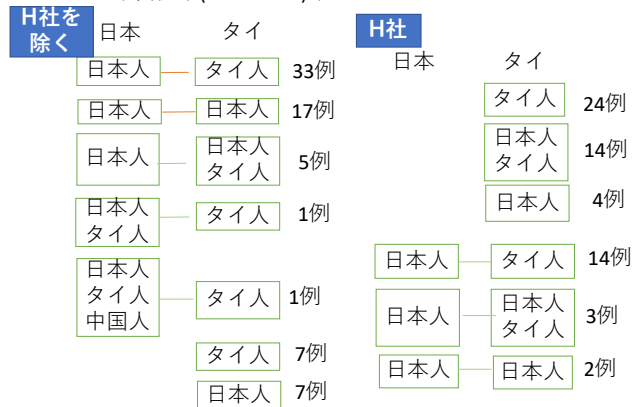 H社を
除く
日本
タイ
日本人
タイ人
33例
日本人
日本人
17例
日本人
日本人
タイ人
5例
日本人
タイ人
タイ人
1例
日本人
タイ人
中国人
タイ人
1例
タイ人
7例
日本人
7例
H社
日本
タイ
タイ人
24例
日本人
タイ人
14例
日本人
4例
日本人
タイ人
14例
日本人
日本人
タイ人
3例
日本人
日本人
2例